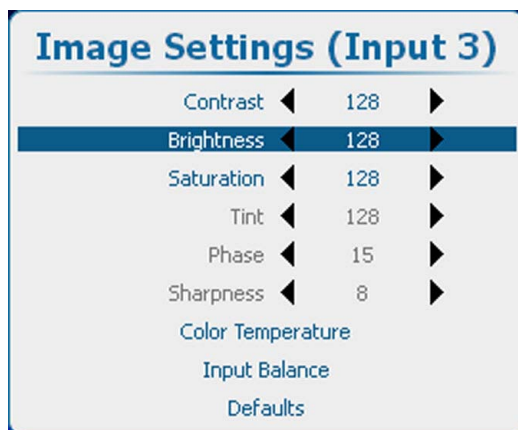 Image Settings (Input 3)
Contrast 128
Brightness 128
Saturation 128
Tint 128
Phase 15
Sharpness 8
Color Temperature
Input Balance
Defaults